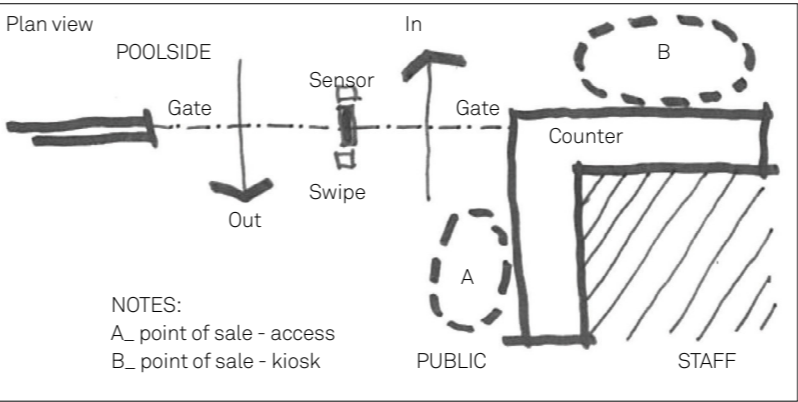 Plan view
In
POOLSIDE
B
Sensor
Gate
Gate
Counter
Swipe
Out
A
NOTES:
A_ point of sale - access
B_ point of sale - kiosk
PUBLIC
STAFF